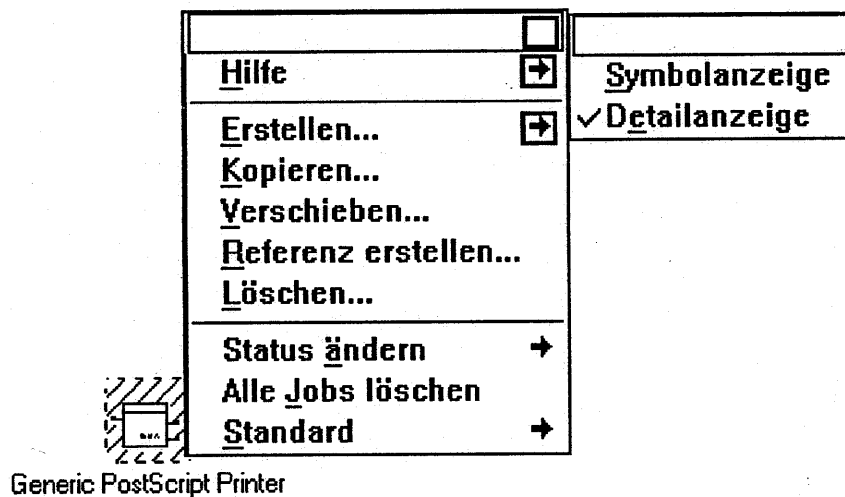 Hilfe
Erstellen...
Kopieren...
Verschieben...
Referenz erstellen...
Löschen...
Status ändern
Alle Jobs löschen
Standard
Symbolanzeige
Detailanzeige
Generic PostScript Printer